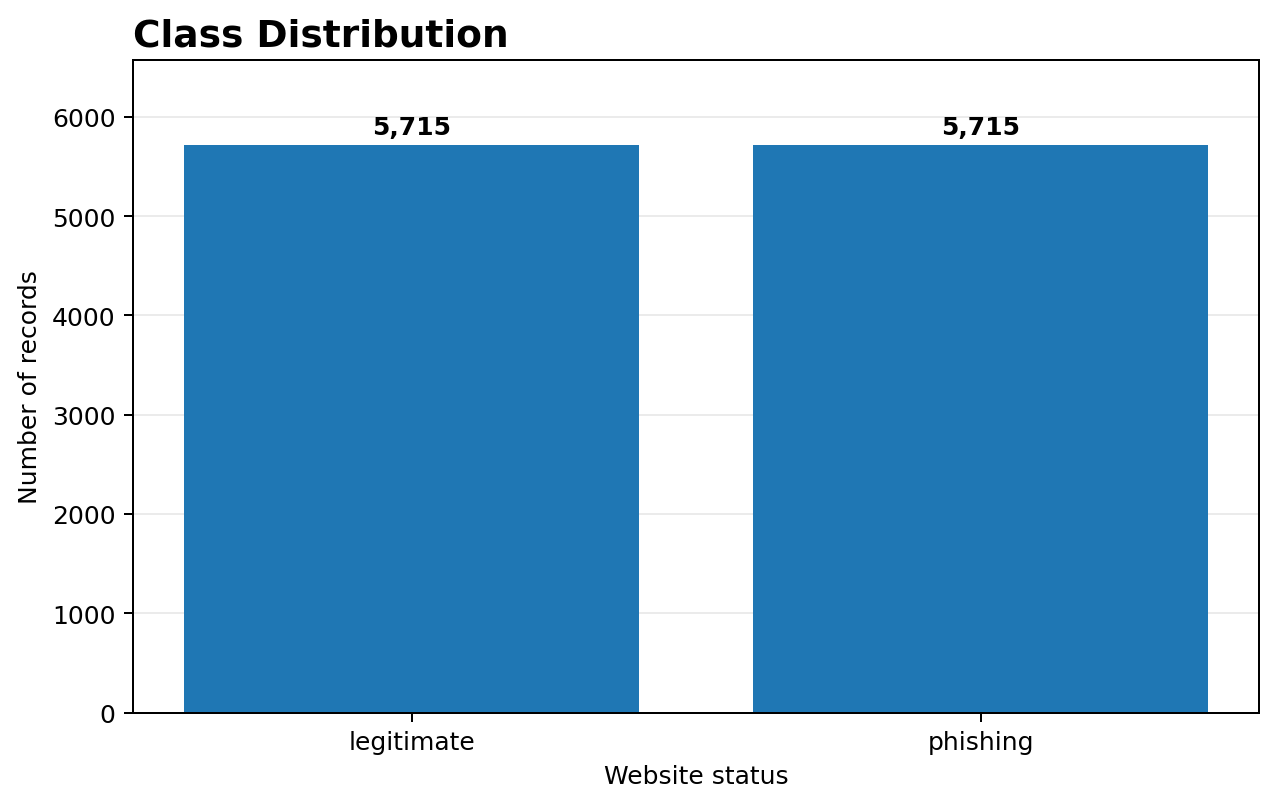 Class Distribution
6000
5000
4000
3000
2000
1000
0
Number of records
5,715
5,715
legitimate
phishing
Website status